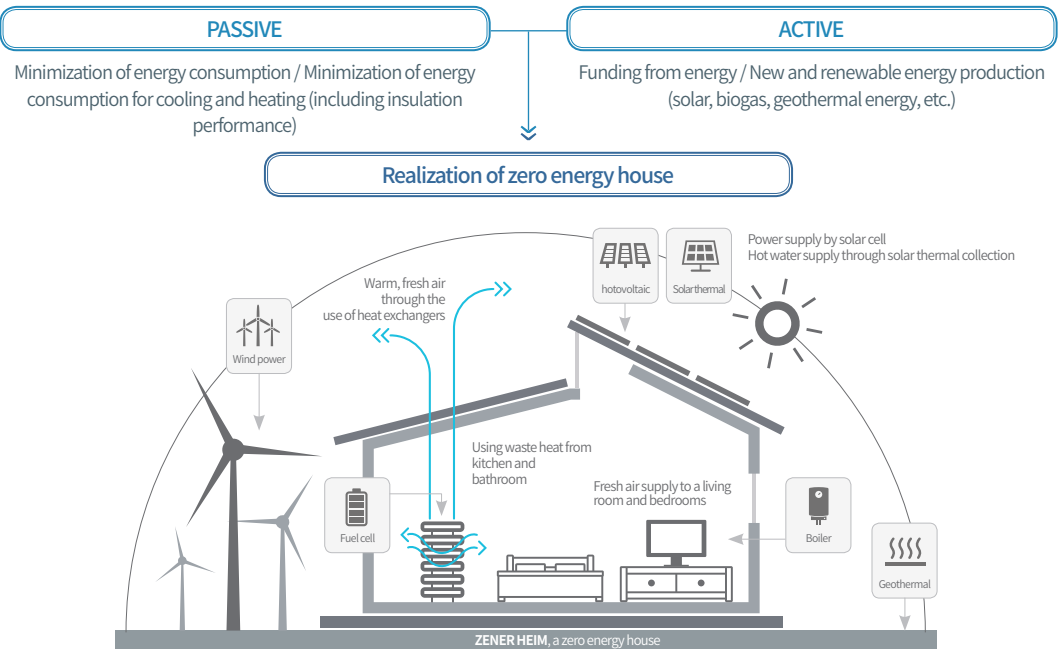 PASSIVE
Minimization of energy consumption / Minimization of energy
consumption for cooling and heating (including insulation
performance)
ACTIVE
Funding from energy / New and renewable energy production
(solar, biogas, geothermal energy, etc.)
Realization of zero energy house
hotovoltaic
Solarthermal
Power supply by solar cell
Hot water supply through solar thermal collection
Warm, fresh air
through the
use of heat exchangers
Wind power
Using waste heat from
kitchen and
bathroom
Fresh air supply to a living
room and bedrooms
Fuel cell
Boiler
Geothermal
ZENER HEIM, a zero energy house